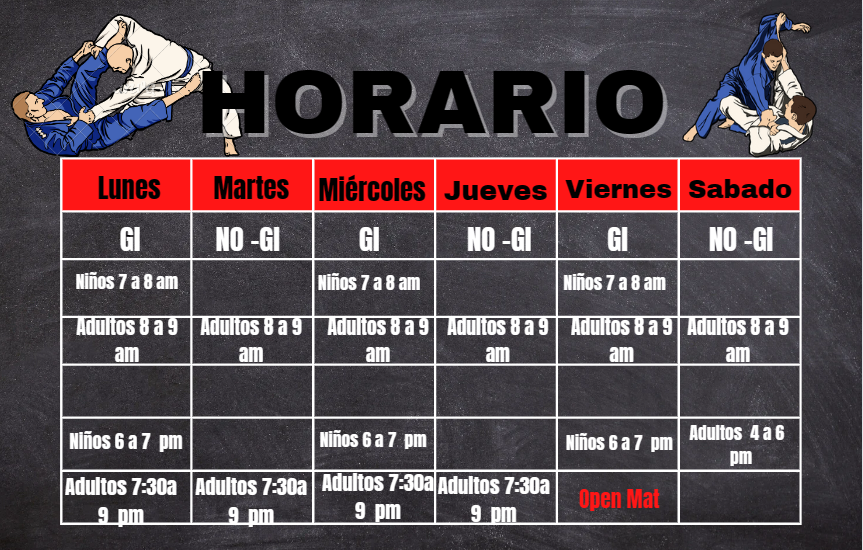 HORARIO
Lunes Martes Miércoles Jueves Viernes Sabado
GI NO -GI GI NO -GI GI NO -GI
Niños 7 a 8 am Niños 7 a 8 am Niños 7 a 8 am
Adultos 8 a 9 Adultos 8 a 9 Adultos 8 a 9 Adultos 8 a 9 Adultos 8 a 9 Adultos 8 a 9
am am am am am am
Niños 6 a 7 pm Niños 6 a 7 pm Niños 6 a 7 pm Adultos 4 a 6
pm
Adultos 7:30a Adultos 7:30a Adultos 7:30a Adultos 7:30a Open Mat
9 pm 9 pm 9 pm 9 pm